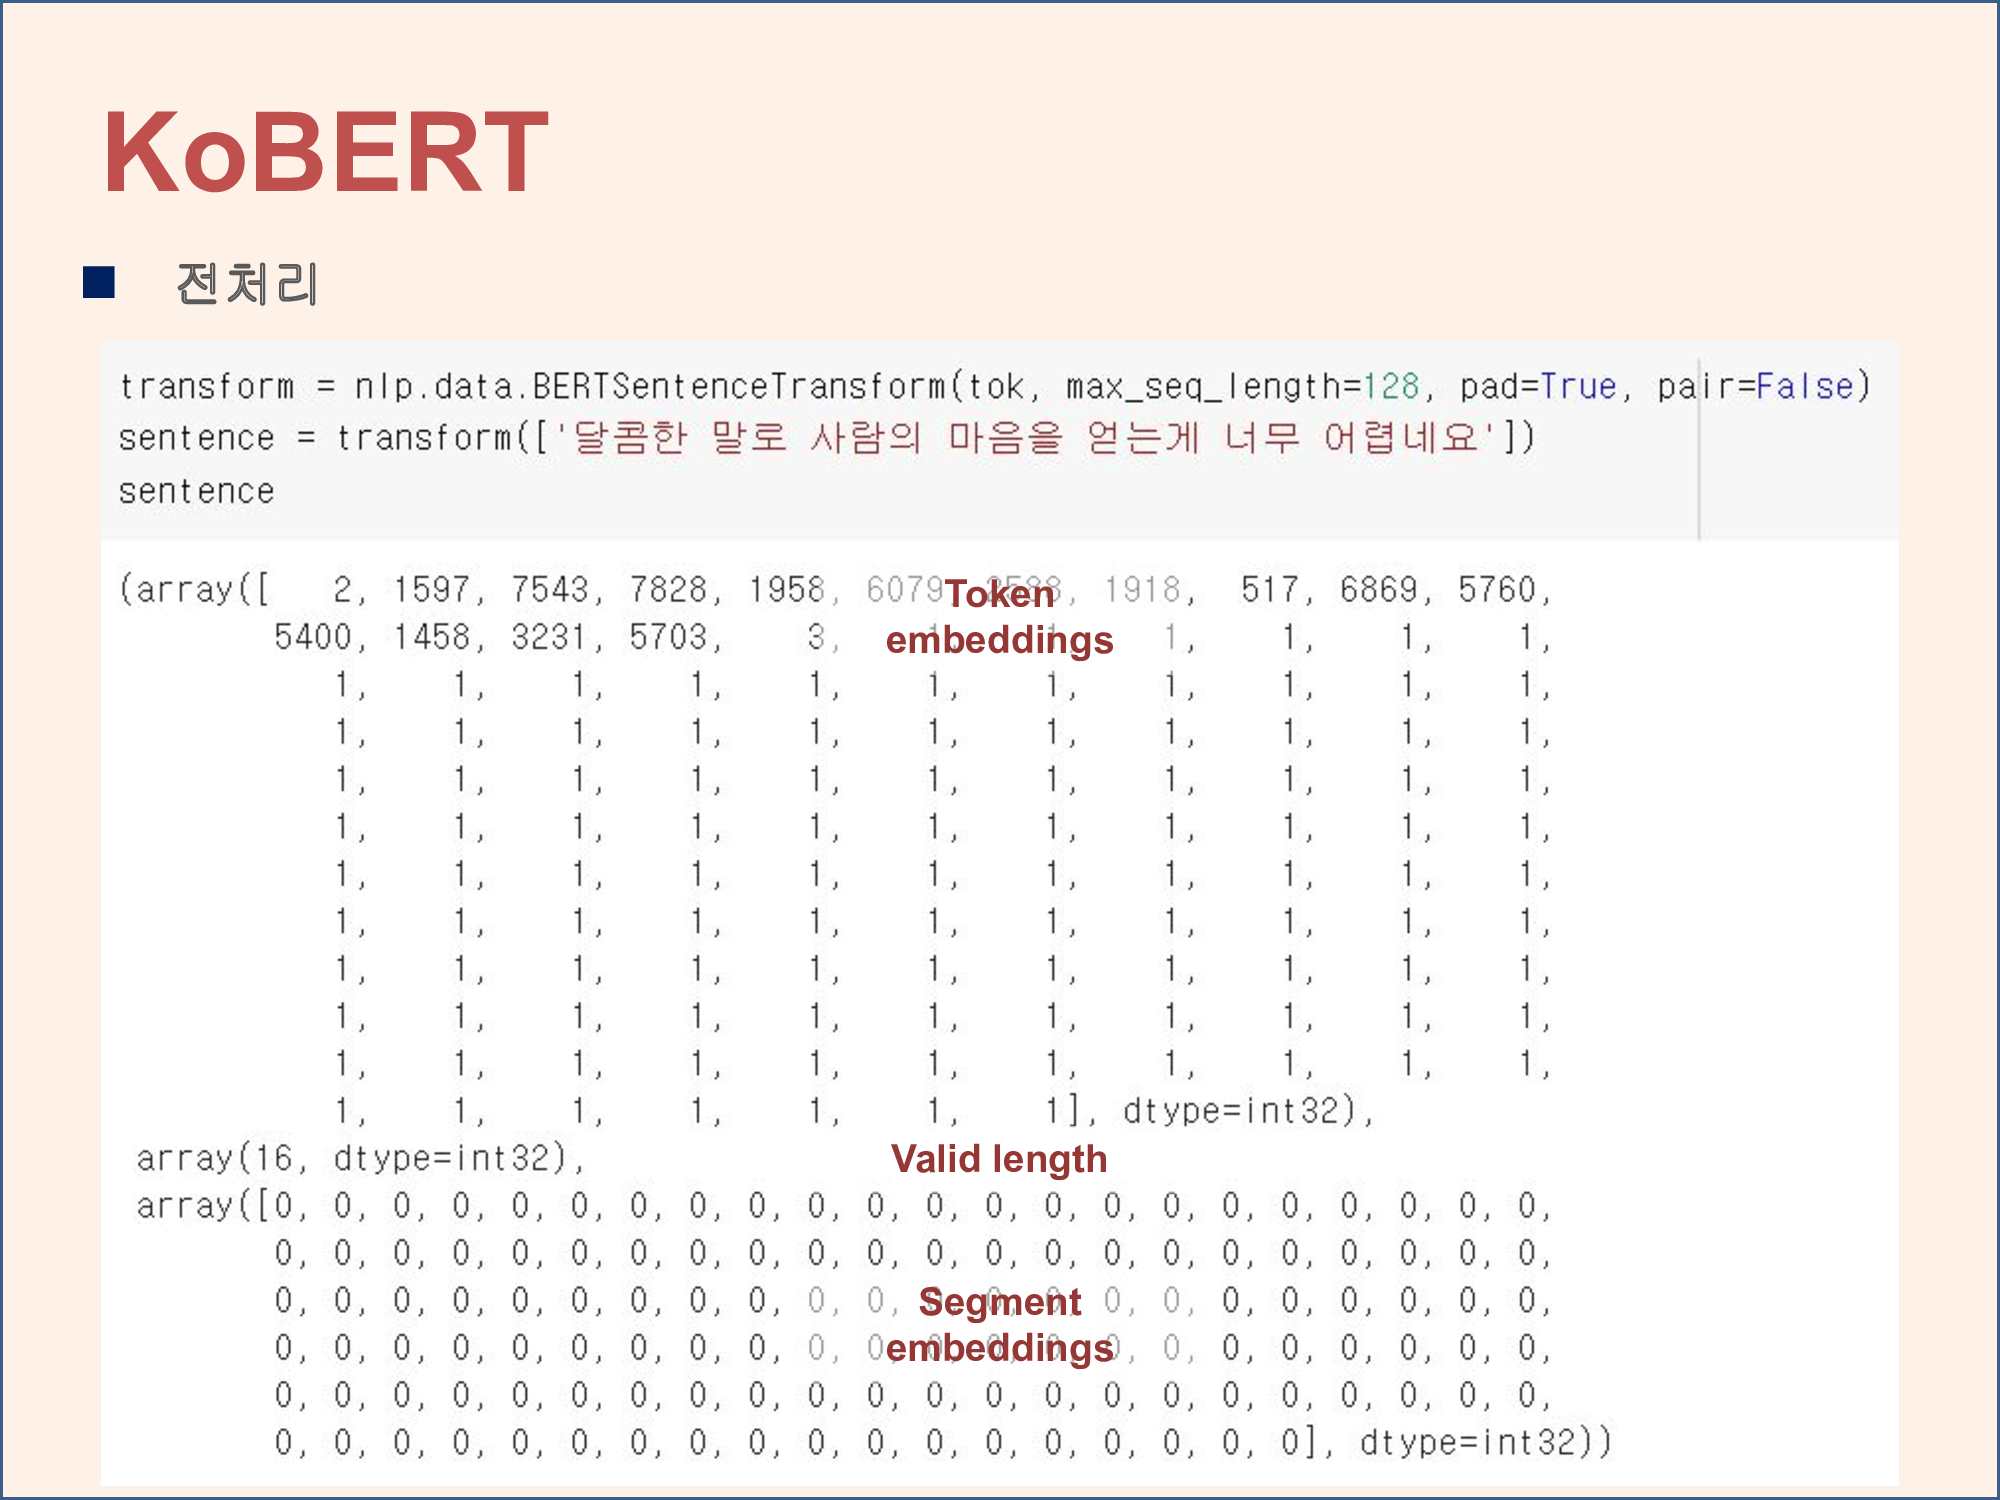 KoBERT
전처리
transform = nlp.data.BERTSentenceTransform(tok, max_seq_length=128, pad=True, pair=False)
sentence = transform(['달콤한 말로 사람의 마음을 얻는게 너무 어렵네요'])
sentence
(array([   2, 1597, 7543, 7828, 1958, 6079, 3588, 1918,  517, 6869, 5760,
5400, 1458, 3231, 5703,    3,    1,    1,    1,    1,    1,    1,
1,    1,    1,    1,    1,    1,    1,    1,    1,    1,    1,
1,    1,    1,    1,    1,    1,    1,    1,    1,    1,    1,
1,    1,    1,    1,    1,    1,    1,    1,    1,    1,    1,
1,    1,    1,    1,    1,    1,    1,    1,    1,    1,    1,
1,    1,    1,    1,    1,    1,    1,    1,    1,    1,    1,
1,    1,    1,    1,    1,    1,    1,    1,    1,    1,    1,
1,    1,    1,    1,    1,    1,    1,    1,    1,    1,    1,
1,    1,    1,    1,    1,    1,    1,    1,    1,    1,    1,
1,    1,    1,    1,    1,    1,    1,    1,    1,    1,    1,
1,    1,    1,    1,    1,    1,    1], dtype=int32),
Token
embeddings
array(16, dtype=int32),
Valid length
array([0, 0, 0, 0, 0, 0, 0, 0, 0, 0, 0, 0, 0, 0, 0, 0, 0, 0, 0, 0, 0, 0,
0, 0, 0, 0, 0, 0, 0, 0, 0, 0, 0, 0, 0, 0, 0, 0, 0, 0, 0, 0, 0, 0,
0, 0, 0, 0, 0, 0, 0, 0, 0, 0, 0, 0, 0, 0, 0, 0, 0, 0, 0, 0, 0, 0,
0, 0, 0, 0, 0, 0, 0, 0, 0, 0, 0, 0, 0, 0, 0, 0, 0, 0, 0, 0, 0, 0,
0, 0, 0, 0, 0, 0, 0, 0, 0, 0, 0, 0, 0, 0, 0, 0, 0, 0, 0, 0, 0, 0,
0, 0, 0, 0, 0, 0, 0, 0, 0, 0, 0, 0, 0, 0, 0, 0, 0, 0], dtype=int32))
Segment
embeddings